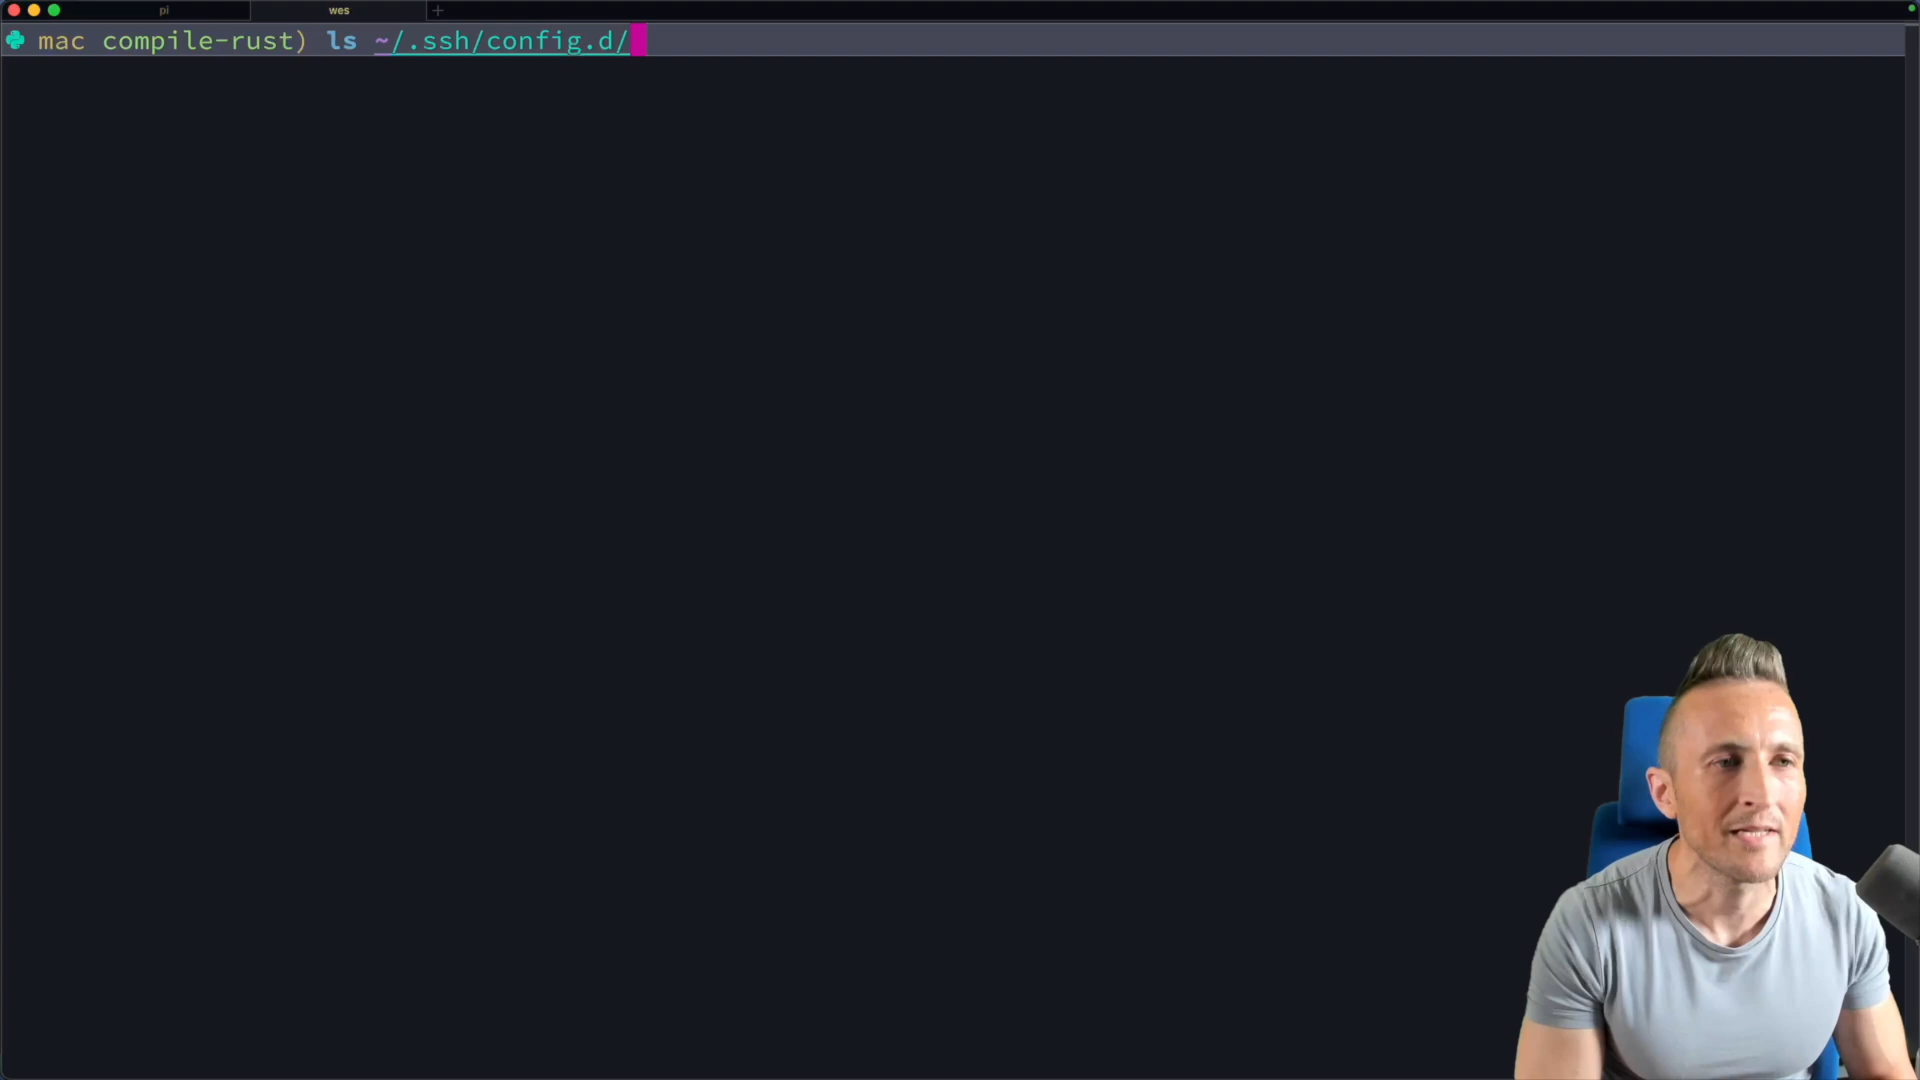 pi
wes
+
mac compile-rust) ls ~/.ssh/config.d/